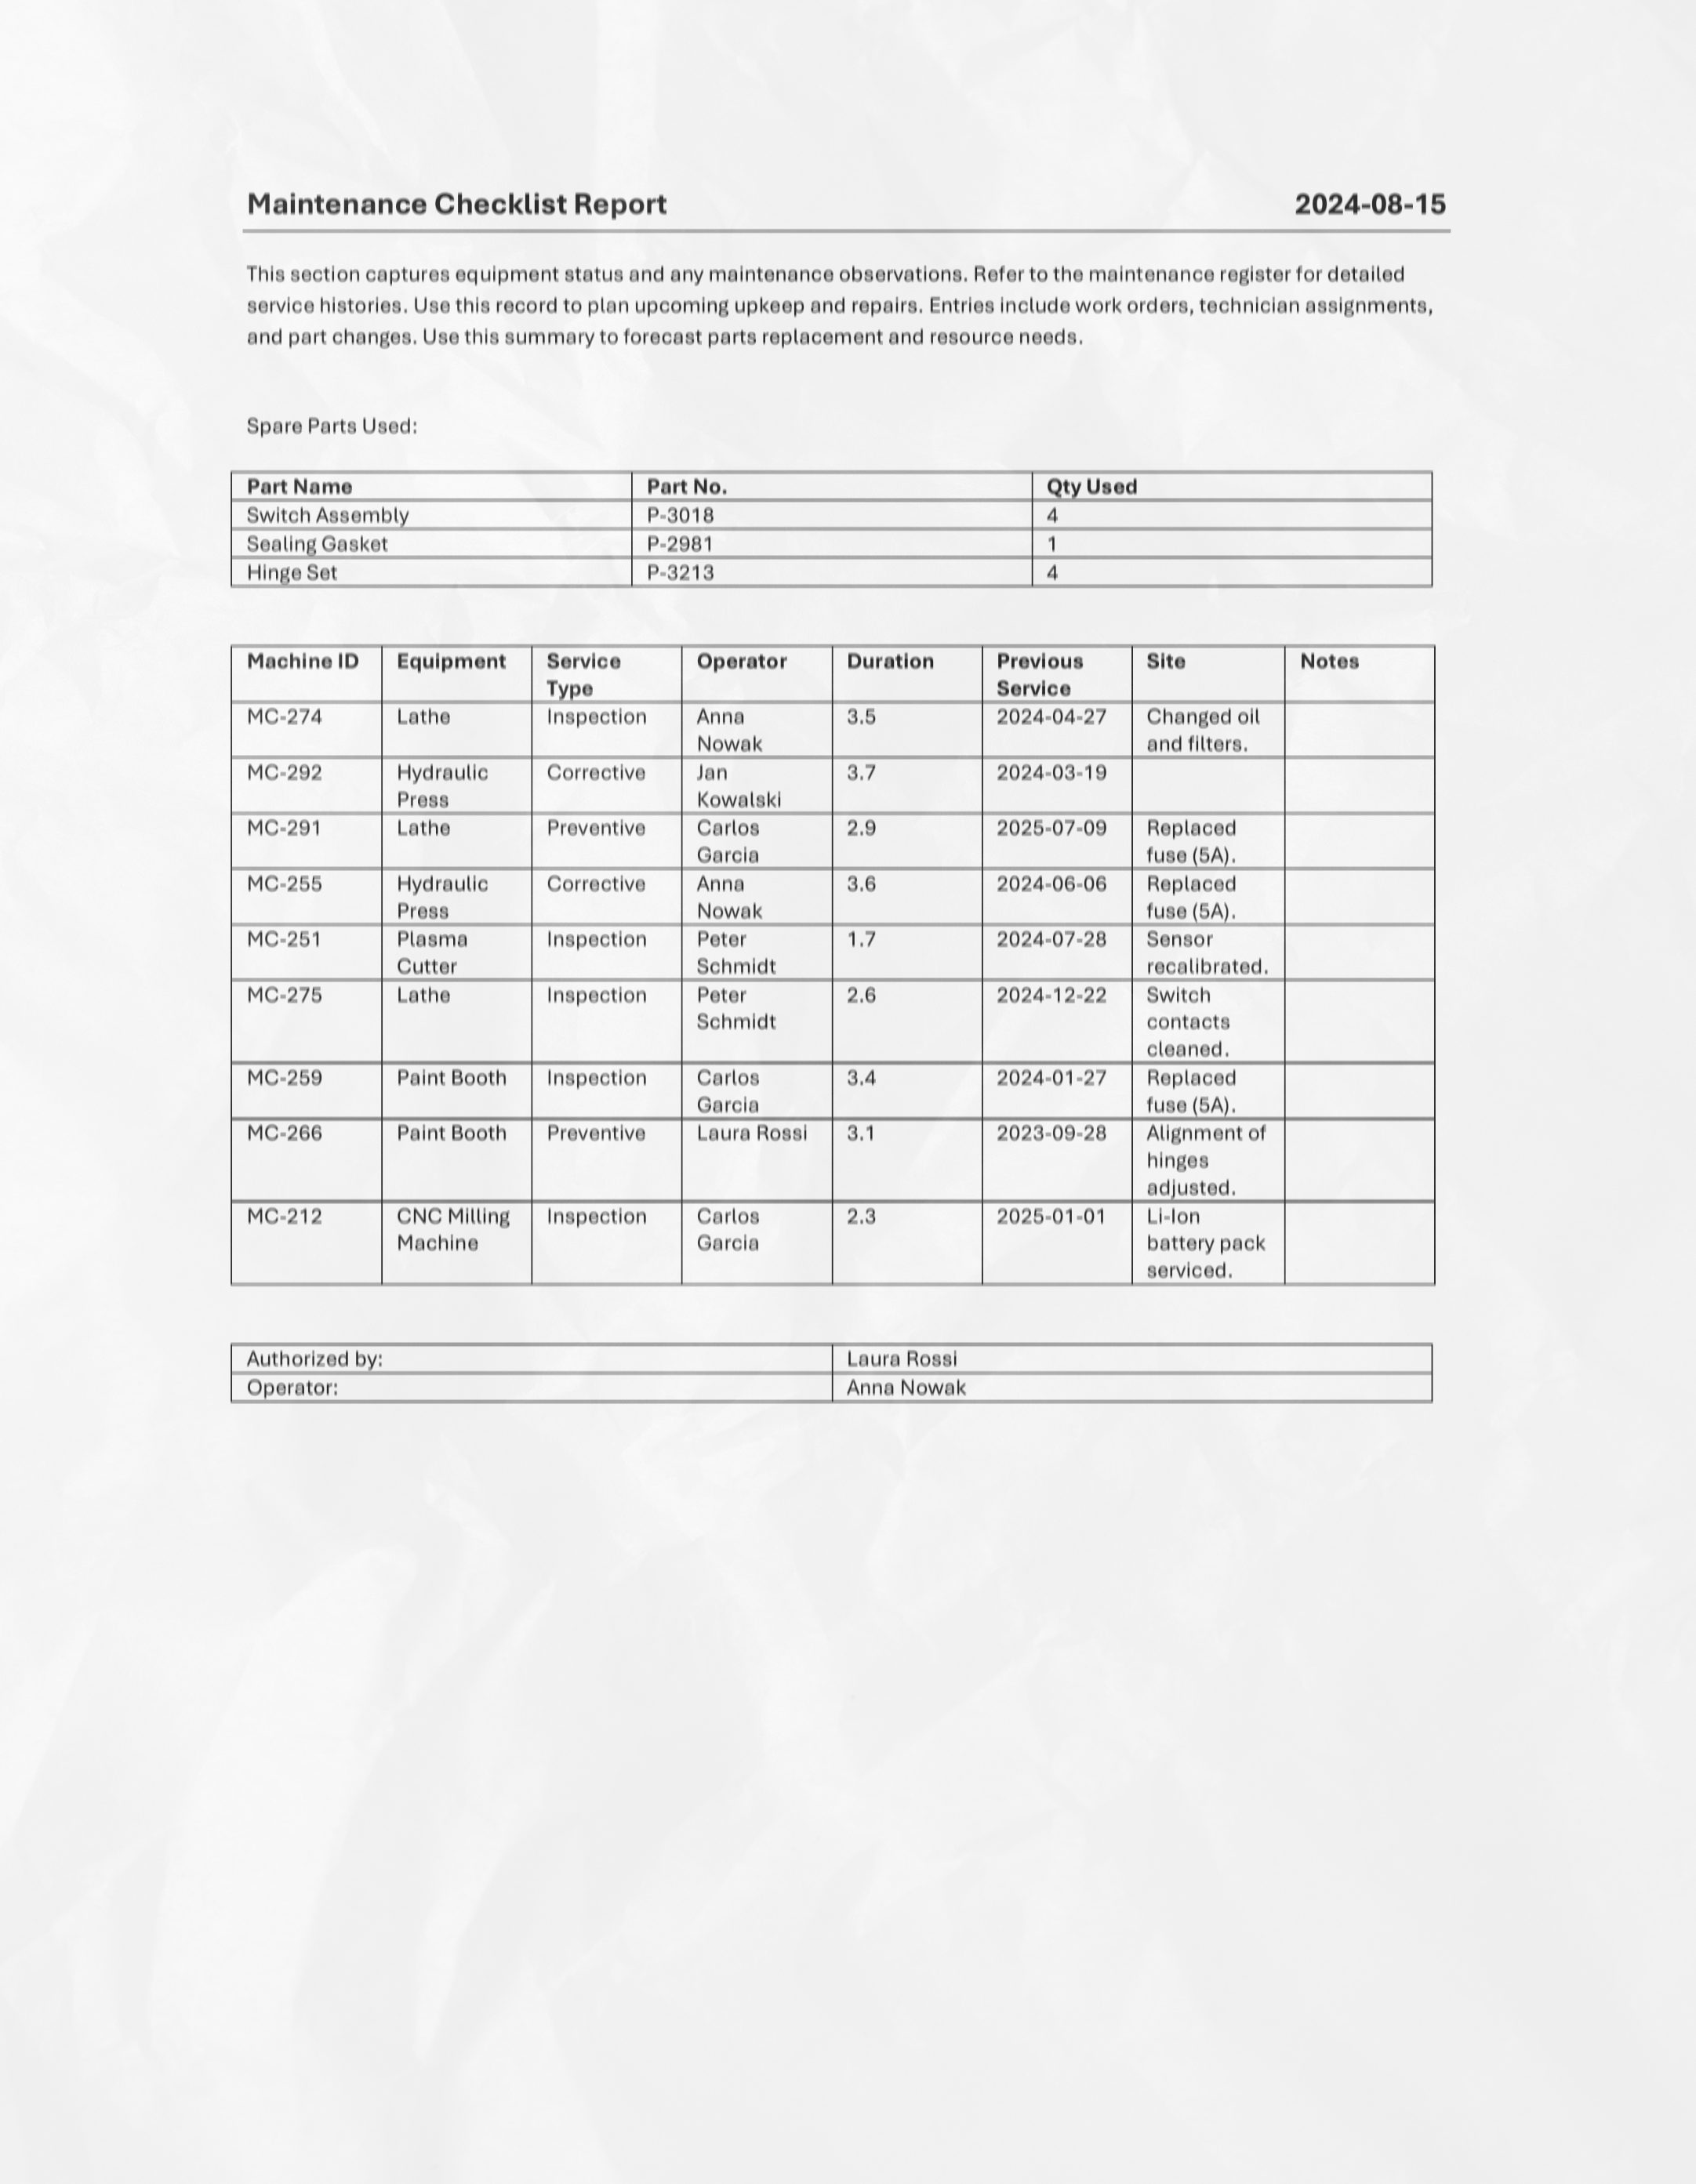 Maintenance Checklist Report 2024-08-15
This section captures equipment status and any maintenance observations. Refer to the maintenance register for detailed
service histories. Use this record to plan upcoming upkeep and repairs. Entries include work orders, technician assignments,
and part changes. Use this summary to forecast parts replacement and resource needs.
Spare Parts Used:
Part Name Part No. Qty Used
Switch Assembly P-3018 4
Sealing Gasket P-2981 1
Hinge Set P-3213 4
Machine ID Equipment Service Operator Duration Previous Site Notes
Type Service
MC-274 Lathe Inspection Anna 3.5 2024-04-27 Changed oil
Nowak and filters.
MC-292 Hydraulic Corrective Jan 3.7 2024-03-19
Press Kowalski
MC-291 Lathe Preventive Carlos 2.9 2025-07-09 Replaced
Garcia fuse (5A).
MC-255 Hydraulic Corrective Anna 3.6 2024-06-06 Replaced
Press Nowak fuse (5A).
MC-251 Plasma Inspection Peter 1.7 2024-07-28 Sensor
Cutter Schmidt recalibrated.
MC-275 Lathe Inspection Peter 2.6 2024-12-22 Switch
Schmidt contacts
cleaned.
MC-259 Paint Booth Inspection Carlos 3.4 2024-01-27 Replaced
Garcia fuse (5A).
MC-266 Paint Booth Preventive Laura Rossi 3.1 2023-09-28 Alignment of
hinges
adjusted.
MC-212 CNC Milling Inspection Carlos 2.3 2025-01-01 Li-Ion
Machine Garcia battery pack
serviced.
Authorized by: Laura Rossi
Operator: Anna Nowak